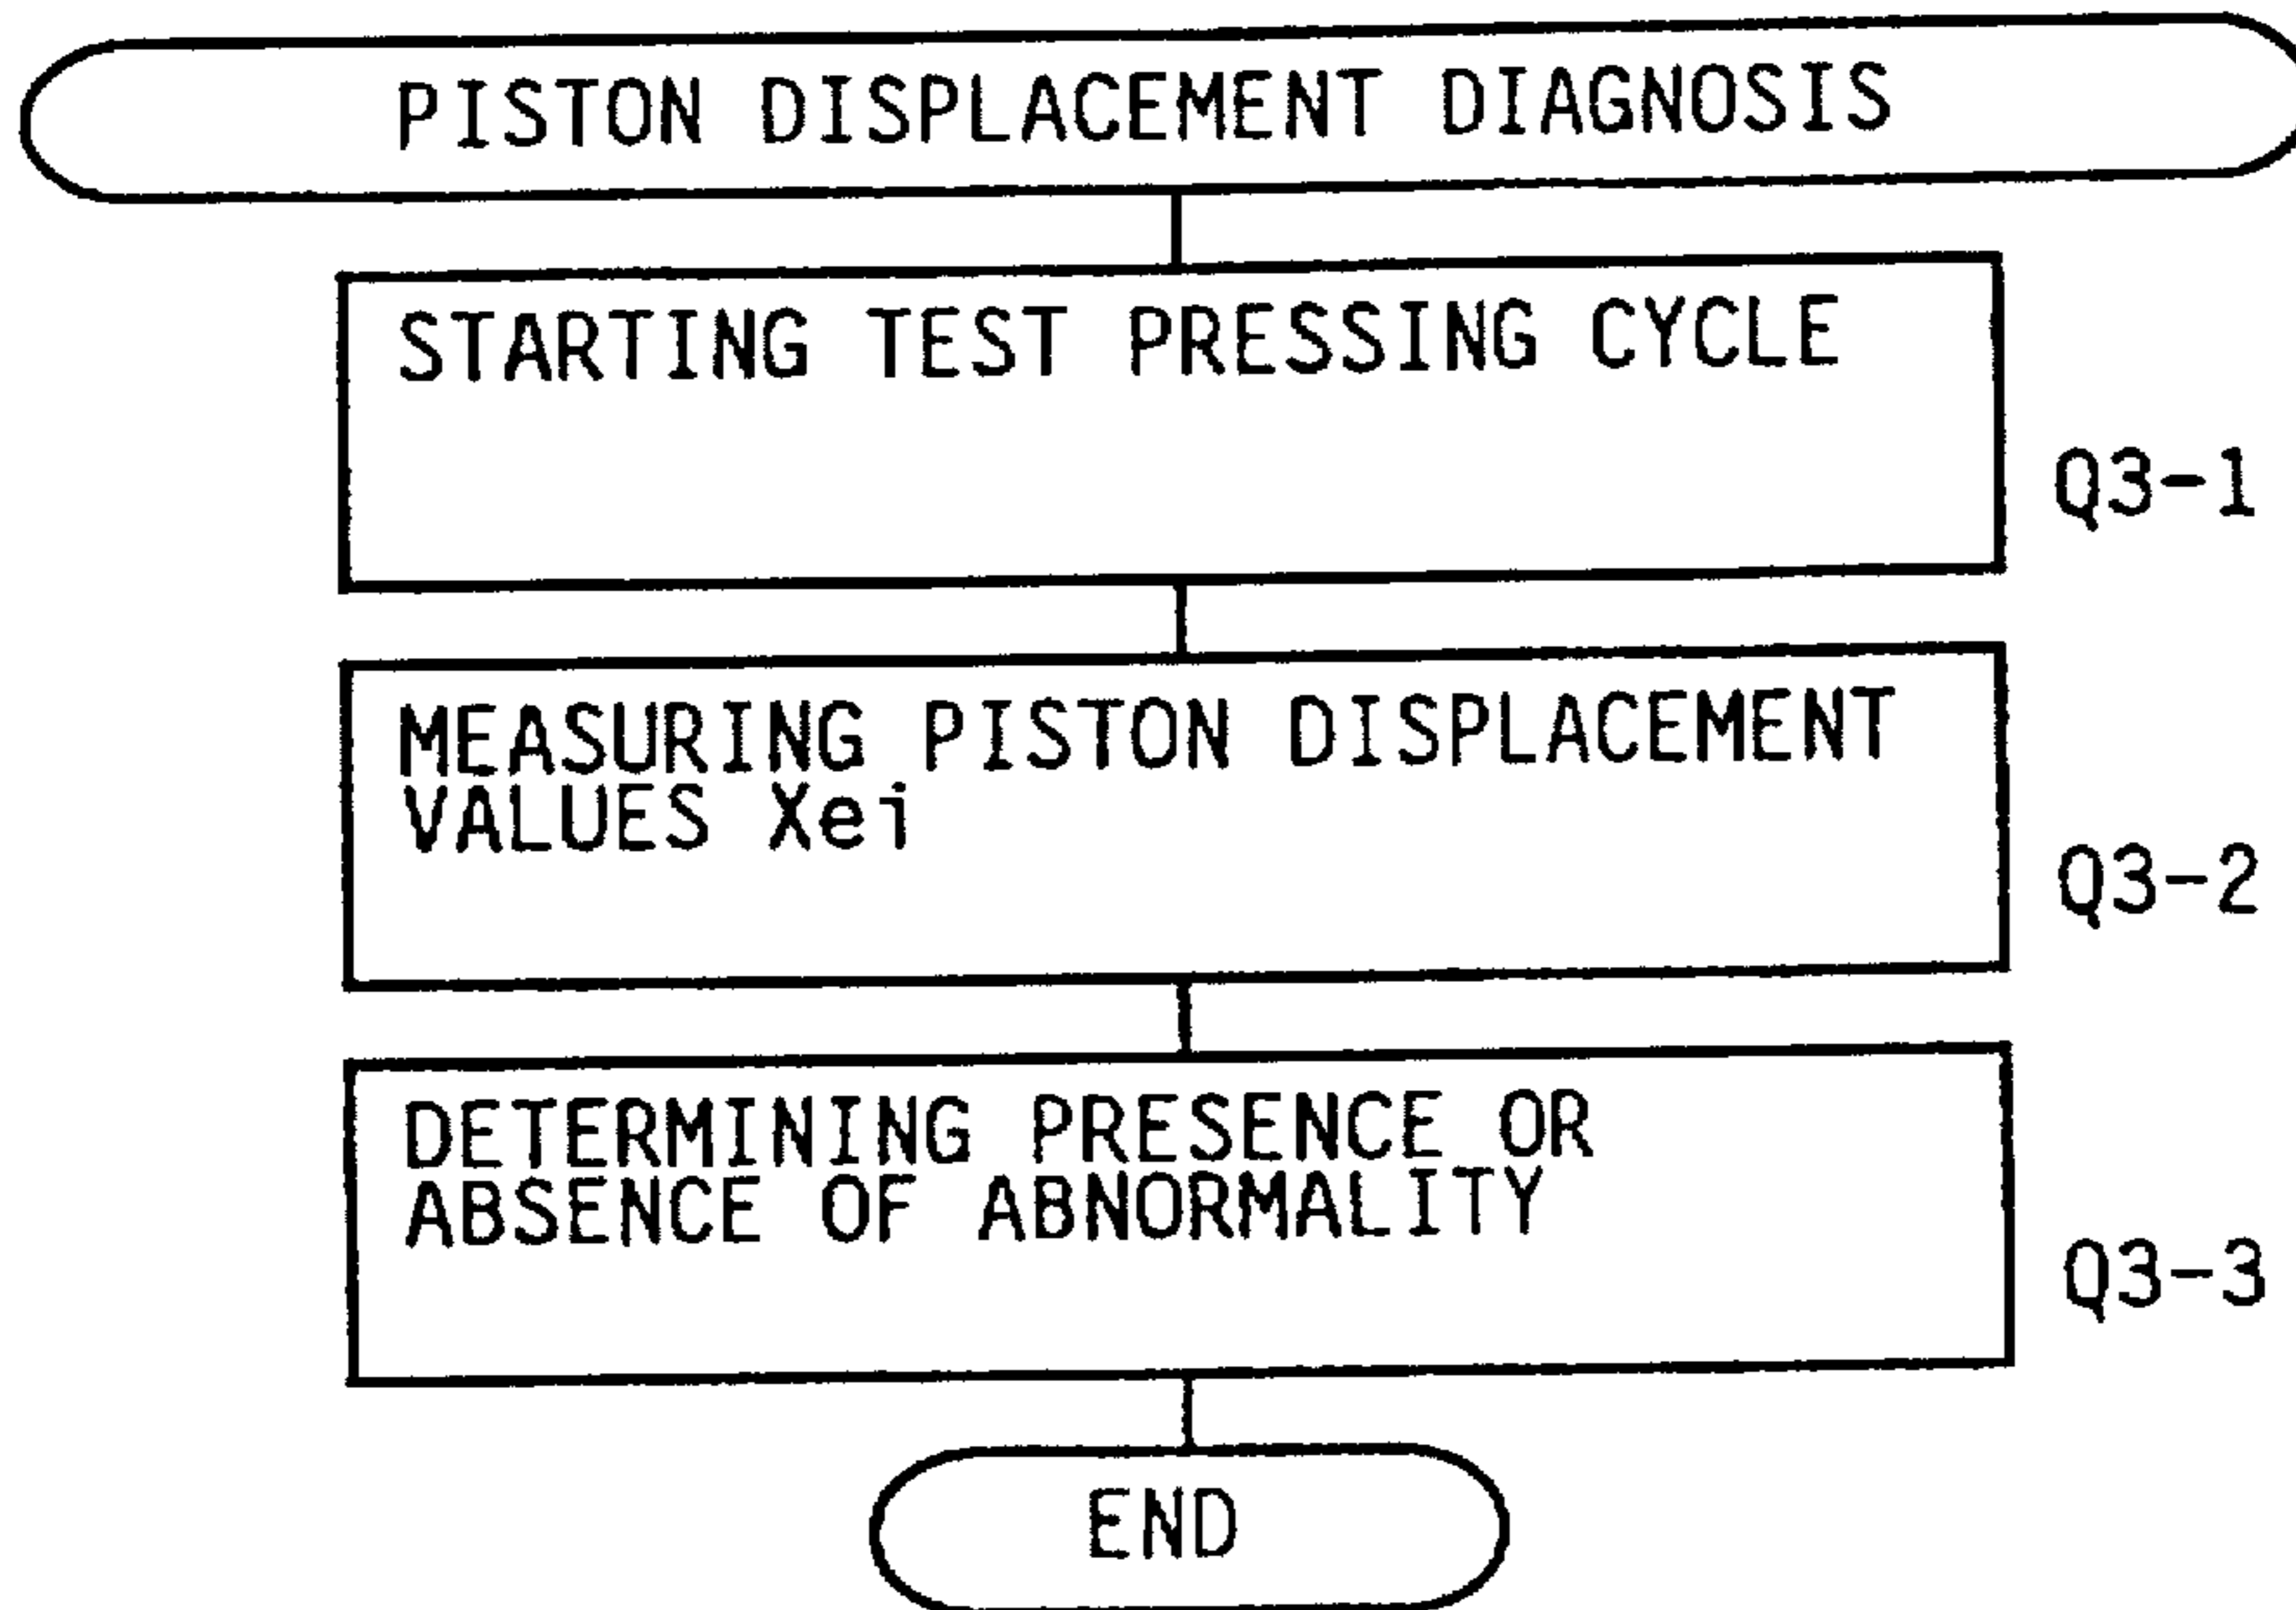 PISTON DISPLACEMENT DIAGNOSIS
STARTING TEST PRESSING CYCLE
Q3-1
MEASURING PISTON DISPLACEMENT
VALUES Xei
Q3-2
DETERMINING PRESENCE OR
ABSENCE OF ABNORMALITY
Q3-3
END